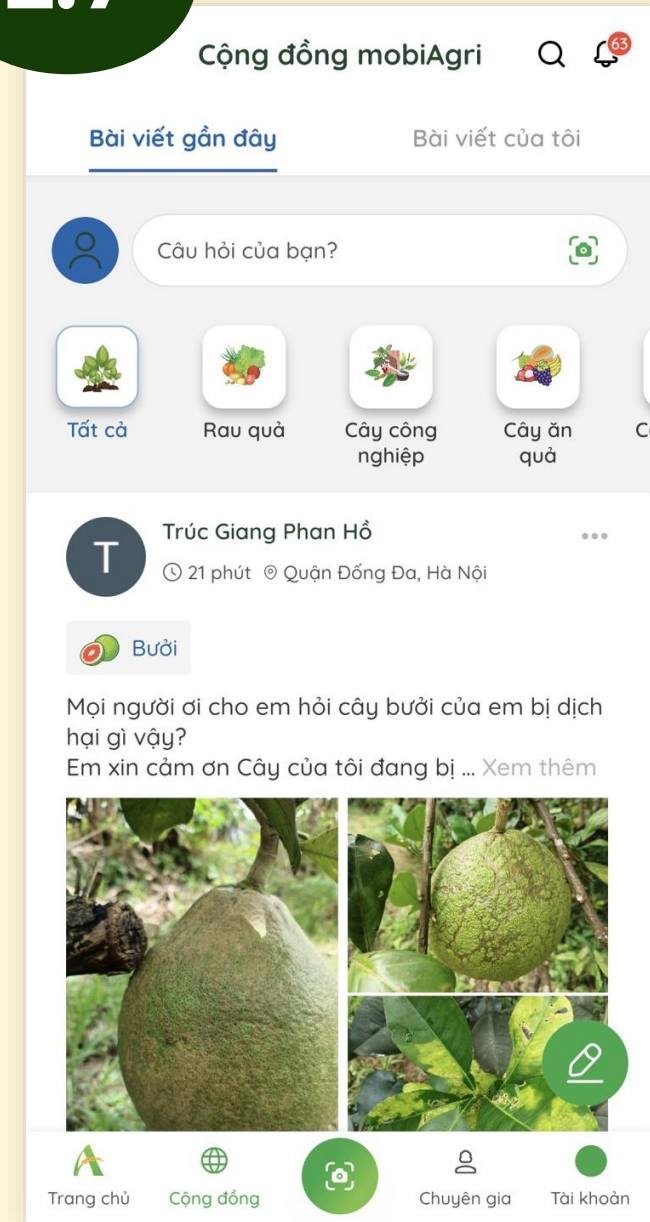 Cộng đồng mobiAgri
63
Bài viết gần đây
Bài viết của tôi
Câu hỏi của bạn?
Tất cả
Rau quả
Cây công
nghiệp
Cây ăn
quả
T
Trúc Giang Phan Hồ
21 phút
Quận Đống Đa, Hà Nội
Bưởi
Mọi người ơi cho em hỏi cây bưởi của em bị dịch
hại gì vậy?
Em xin cảm ơn Cây của tôi đang bị ... Xem thêm
Trang chủ
Cộng đồng
Chuyên gia
Tài khoản